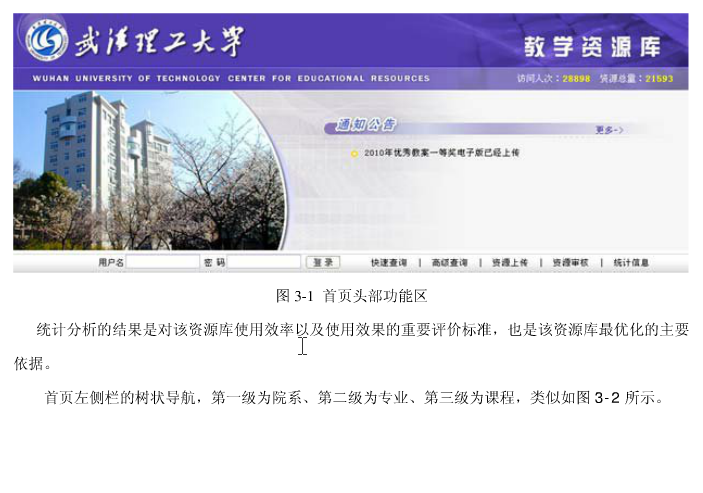 武汉理工大学
教学资源库
WUHAN UNIVERSITY OF TECHNOLOGY CENTER FOR EDUCATIONAL RESOURCES
访问人次：28898 资源总量：21593
通知公告
更多->
2010年优秀教案一等奖电子版已经上传
用户名 密码 登录 快速查询 | 高级查询 | 资源上传 | 资源审核 | 统计信息
图 3-1 首页头部功能区
统计分析的结果是对该资源库使用效率以及使用效果的重要评价标准，也是该资源库最优化的主要
依据。
首页左侧栏的树状导航，第一级为院系、第二级为专业、第三级为课程，类似如图 3-2 所示。